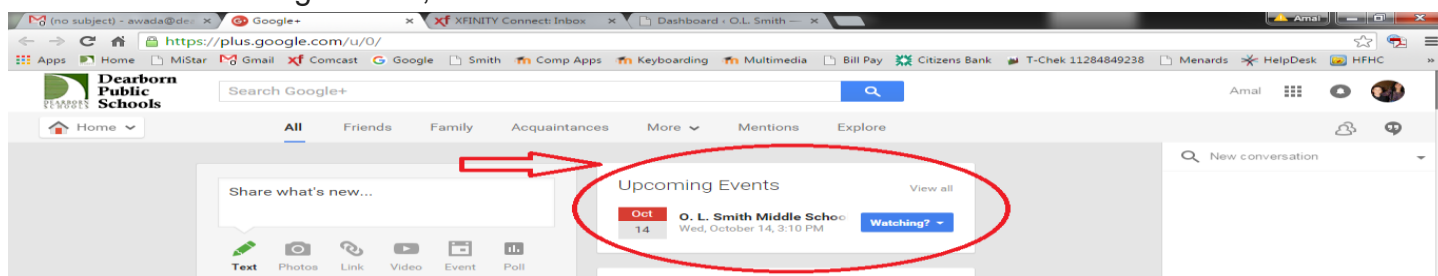 (no subject) - awada@dea Google+ XFINITY Connect: Inbox Dashboard ‹ O.L. Smith — Amal
https://plus.google.com/u/0/
Apps Home MiStar Gmail Comcast Google Smith Comp Apps Keyboarding Multimedia Bill Pay Citizens Bank T-Chek 11284849238 Menards HelpDesk HFHC »
Dearborn
Public
Schools
Search Google+ Amal
Home All Friends Family Acquaintances More Mentions Explore
New conversation
Share what's new...
Upcoming Events View all
Oct
14
O. L. Smith Middle Schoo
Wed, October 14, 3:10 PM
Watching?
Text Photos Link Video Event Poll